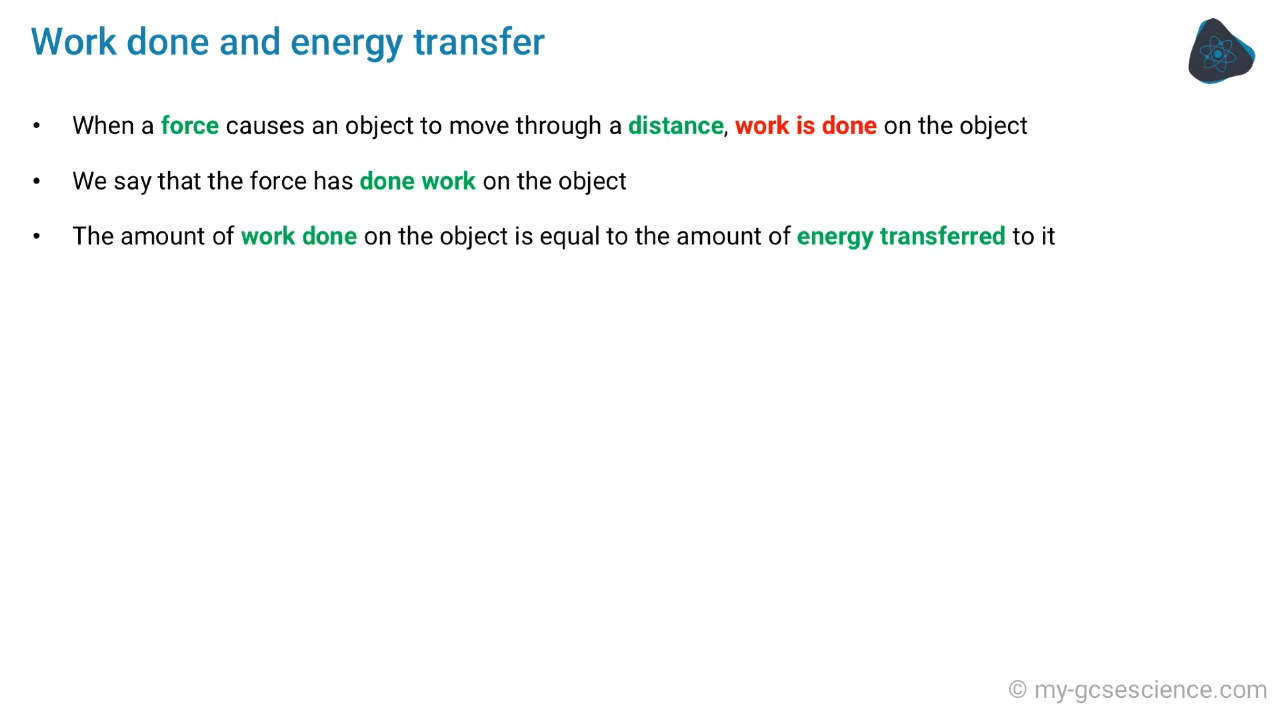 Work done and energy transfer
• When a force causes an object to move through a distance, work is done on the object
• We say that the force has done work on the object
• The amount of work done on the object is equal to the amount of energy transferred to it
© my-gcsescience.com